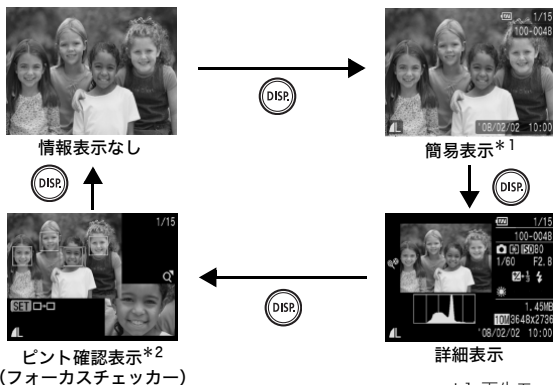 1/15
100-0048
DISP.
'08/02/02 10:00
情報表示なし
簡易表示*1
DISP.
DISP.
1/15
SET
1/15
100-0048
ISO80
1/60 F2.8
1.45MB
10M 3648x2736
'08/02/02 10:00
DISP.
ピント確認表示*2
(フォーカスチェッカー)
詳細表示